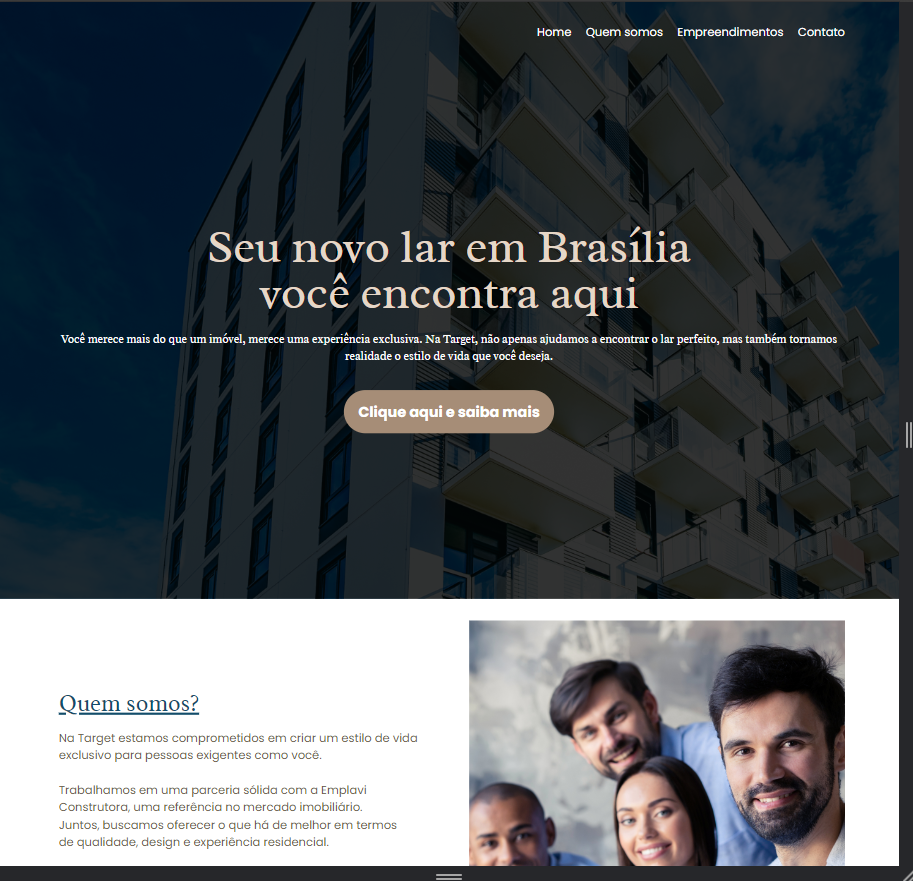 Home Quem somos Empreendimentos Contato
Seu novo lar em Brasília
você encontra aqui
Você merece mais do que um imóvel, merece uma experiência exclusiva. Na Target, não apenas ajudamos a encontrar o lar perfeito, mas também tornamos
realidade o estilo de vida que você deseja.
Clique aqui e saiba mais
Quem somos?
Na Target estamos comprometidos em criar um estilo de vida
exclusivo para pessoas exigentes como você.
Trabalhamos em uma parceria sólida com a Emplavi
Construtora, uma referência no mercado imobiliário.
Juntos, buscamos oferecer o que há de melhor em termos
de qualidade, design e experiência residencial.